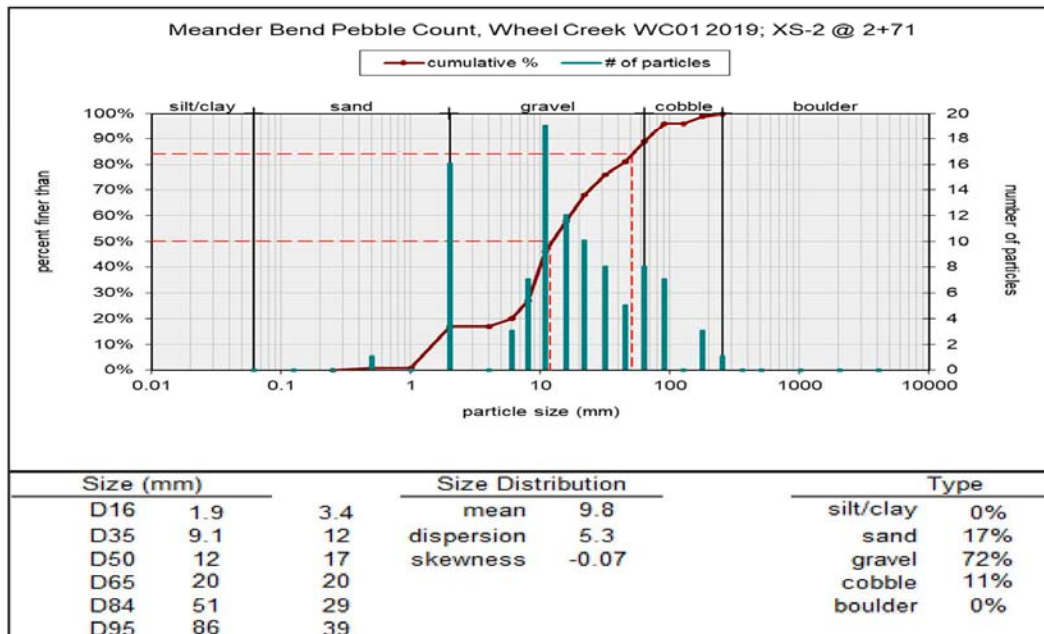 Meander Bend Pebble Count, Wheel Creek WC01 2019; XS-2 @ 2+71
cumulative % # of particles
silt/clay sand gravel cobble boulder
100% 20
90% 18
80% 16
70% 14
60% 12
50% 10
40% 8
30% 6
20% 4
10% 2
0% 0
percent finer than
number of particles
0.01 0.1 1 10 100 1000 10000
particle size (mm)
Size (mm) Size Distribution Type
D16 1.9 3.4 mean 9.8 silt/clay 0%
D35 9.1 12 dispersion 5.3 sand 17%
D50 12 17 skewness -0.07 gravel 72%
D65 20 20 cobble 11%
D84 51 29 boulder 0%
D95 86 39